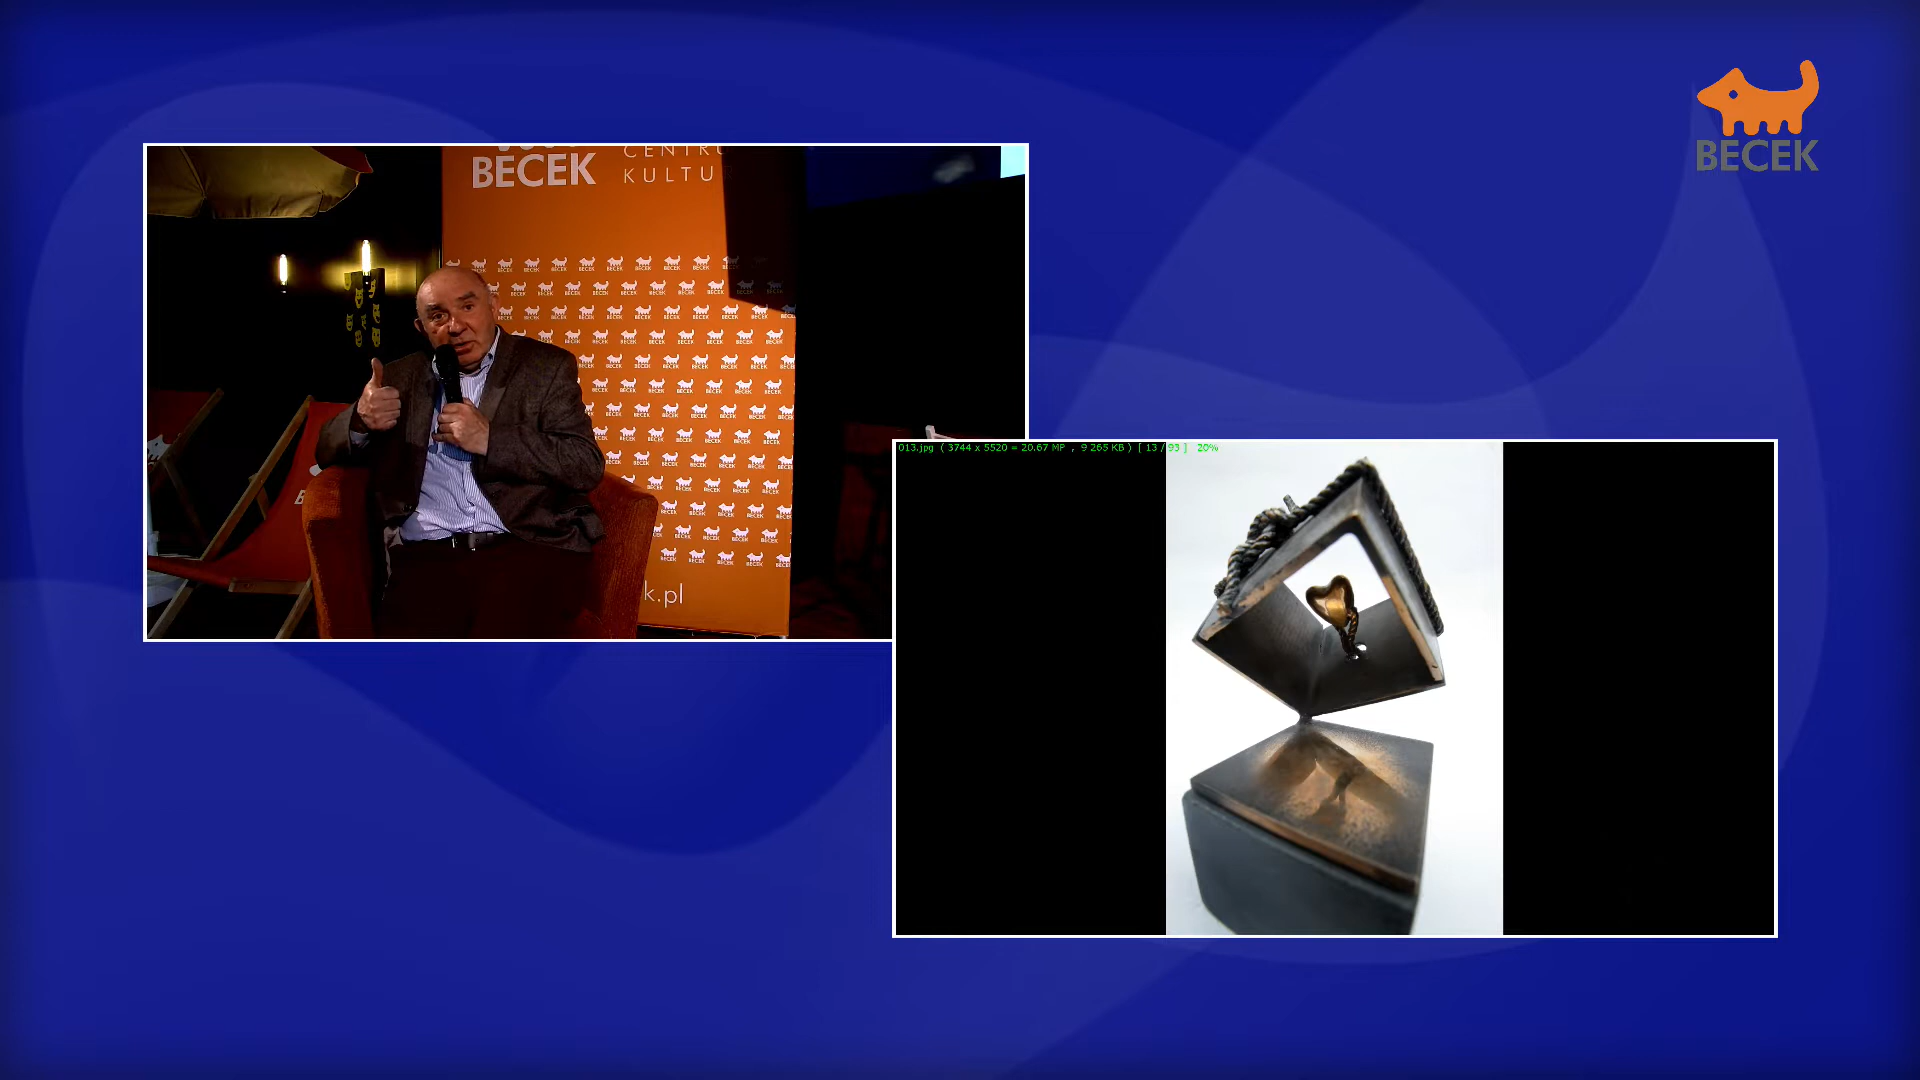 BECEK
BECEK
CENTRU
KULTU
k.pl
013.jpg ( 3744 x 5520 = 20.67 MP , 9 265 KB ) [ 13 / 93 ] 20%